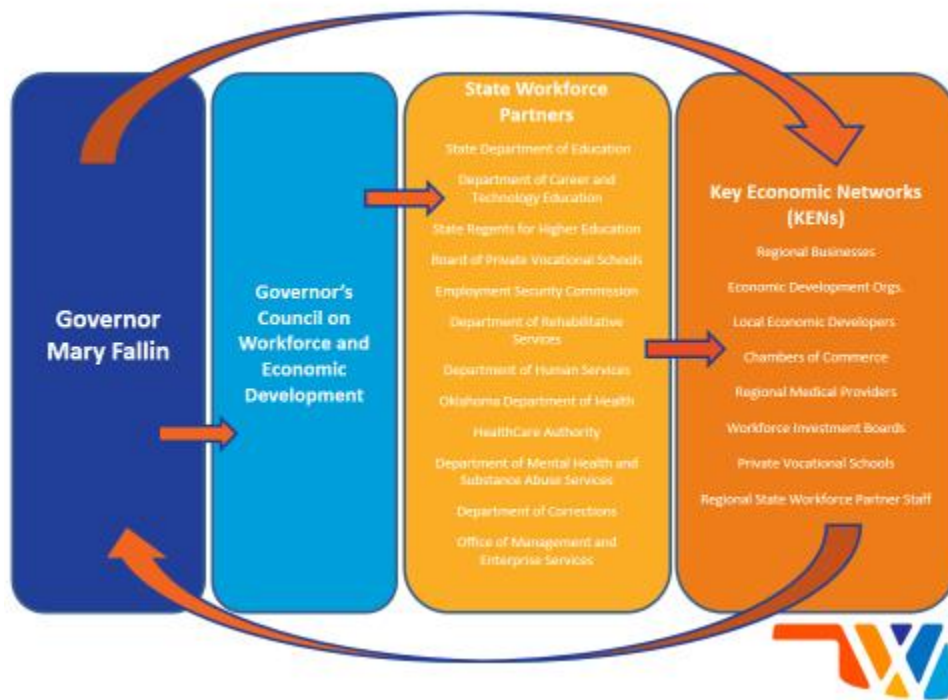 Governor
Mary Fallin
Governor's
Council on
Workforce and
Economic
Development
State Workforce
Partners
State Department of Education
Department of Career and
Technology Education
State Regents for Higher Education
Board of Private Vocational Schools
Employment Security Commission
Department of Rehabilitative
Services
Department of Human Services
Oklahoma Department of Health
HealthCare Authority
Department of Mental Health and
Substance Abuse Services
Department of Corrections
Office of Management and
Enterprise Services
Key Economic Networks
(KENs)
Regional Businesses
Economic Development Orgs.
Local Economic Developers
Chambers of Commerce
Regional Medical Providers
Workforce Investment Boards
Private Vocational Schools
Regional State Workforce Partner Staff